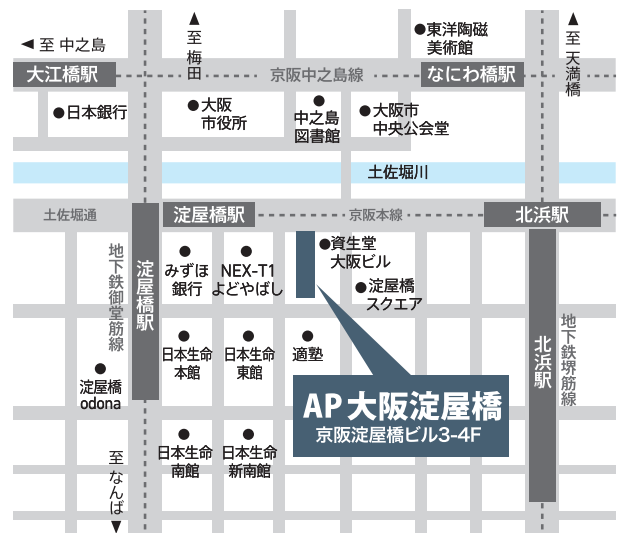 ◀ 至 中之島
▲
至
梅
田
●東洋陶磁
美術館
▲
至
天
満
橋
大江橋駅
京阪中之島線
なにわ橋駅
●日本銀行
●大阪
市役所
●
中之島
図書館
●大阪市
中央公会堂
土佐堀川
土佐堀通
淀屋橋駅
京阪本線
北浜駅
地下鉄御堂筋線
淀屋橋駅
●
みずほ
銀行
●
NEX-T1
よどやばし
●資生堂
大阪ビル
●淀屋橋
スクエア
●
日本生命
本館
●
日本生命
東館
●
適塾
北浜駅
地下鉄堺筋線
●
淀屋橋
odona
AP 大阪淀屋橋
京阪淀屋橋ビル3-4F
●
日本生命
南館
●
日本生命
新南館
至
なんば
▼